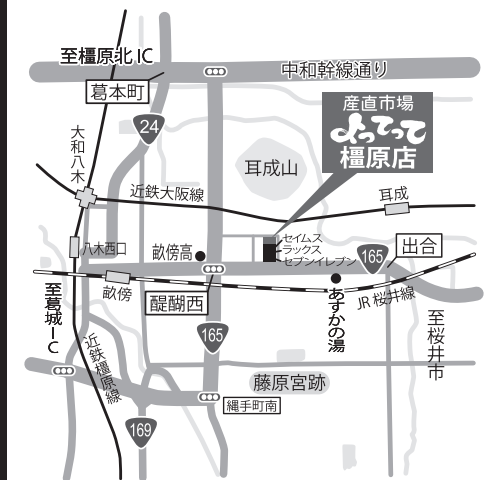 至橿原北IC
中和幹線通り
葛本町
24
産直市場
よってって
橿原店
大和八木
耳成山
近鉄大阪線
耳成
八木西口
畝傍高
セイムス
ラックス
セブンイレブン
165
出合
畝傍
醍醐西
あすかの湯
JR桜井線
至葛城IC
至桜井市
165
近鉄橿原線
藤原宮跡
縄手町南
169